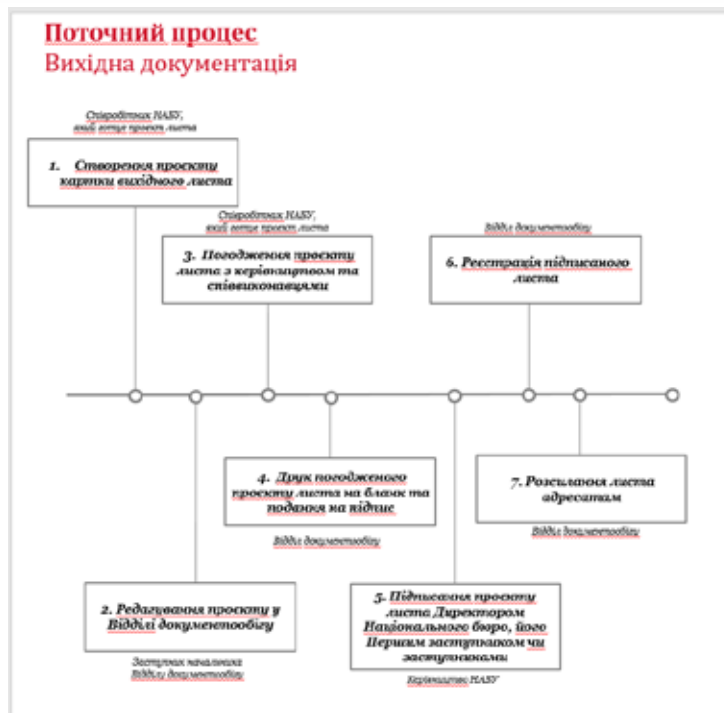 Поточний процес
Вихідна документація
Співробітник НАБУ,
який готує проект листа
1. Створення проєкту
картки вихідного листа
Співробітник НАБУ,
який готує проект листа
3. Погодження проєкту
листа з керівництвом та
співвиконавцями
Відділ документообігу
6. Реєстрація підписаного
листа
4. Друк погодженого
проєкту листа на бланк та
подання на підпис
Відділ документообігу
7. Розсилання листа
адресатам
Відділ документообігу
2. Редагування проєкту у
Відділі документообігу
Заступник начальника
Відділу документообігу
5. Підписання проєкту
листа Директором
Національного бюро, його
Першим заступником чи
заступниками
Керівництво НАБУ